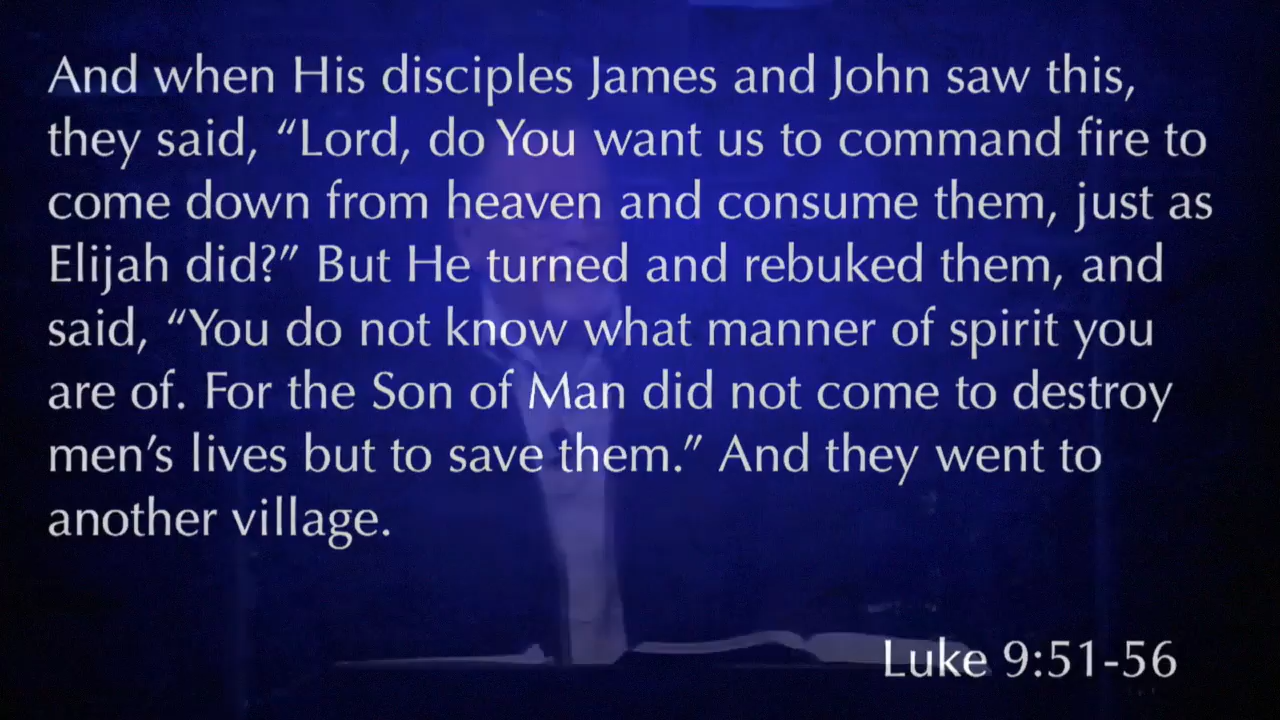 And when His disciples James and John saw this,
they said, “Lord, do You want us to command fire to
come down from heaven and consume them, just as
Elijah did?” But He turned and rebuked them, and
said, “You do not know what manner of spirit you
are of. For the Son of Man did not come to destroy
men’s lives but to save them.” And they went to
another village.
Luke 9:51-56